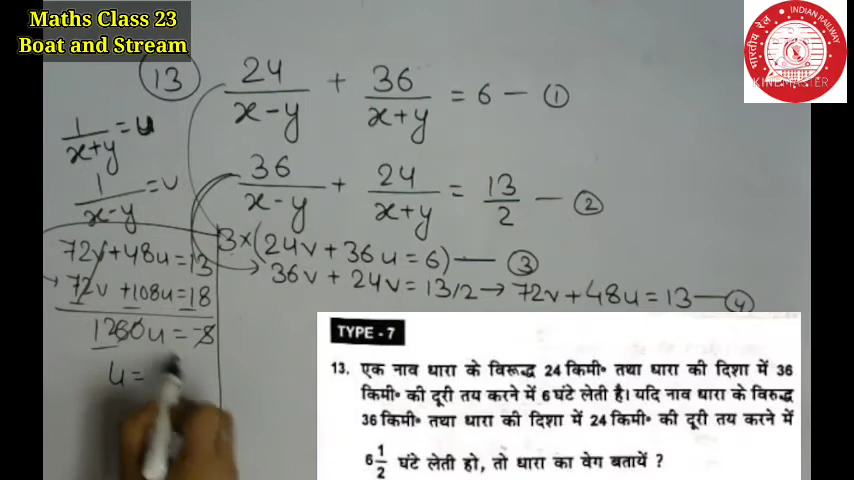 Maths Class 23
Boat and Stream
INDIAN RAILWAY
भारतीय रेल
KINEMASTER
(13) 24/(x-y) + 36/(x+y) = 6 — (1)
1/(x+y) = u
36/(x-y) + 24/(x+y) = 13/2 — (2)
1/(x-y) = v
3×(24v + 36u = 6) — (3)
36v + 24v = 13/2 → 72v + 48u = 13 — (4)
72v + 48u = 13
72v + 108u = 18
u =
TYPE - 7
13. एक नाव धारा के विरूद्ध 24 किमी॰ तथा धारा की दिशा में 36
किमी॰ की दूरी तय करने में 6 घंटे लेती है। यदि नाव धारा के विरुद्ध
36 किमी॰ तथा धारा की दिशा में 24 किमी॰ की दूरी तय करने में
6 1/2 घंटे लेती हो, तो धारा का वेग बतायें ?